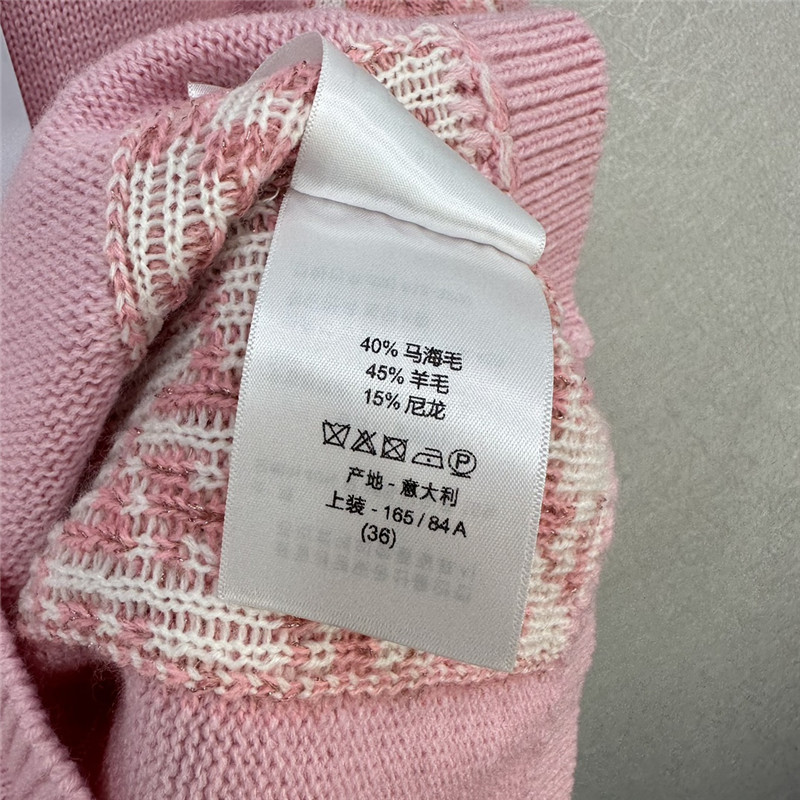 40% 马海毛
45% 羊毛
15% 尼龙
P
产地 - 意大利
上装 - 165 / 84 A
(36)